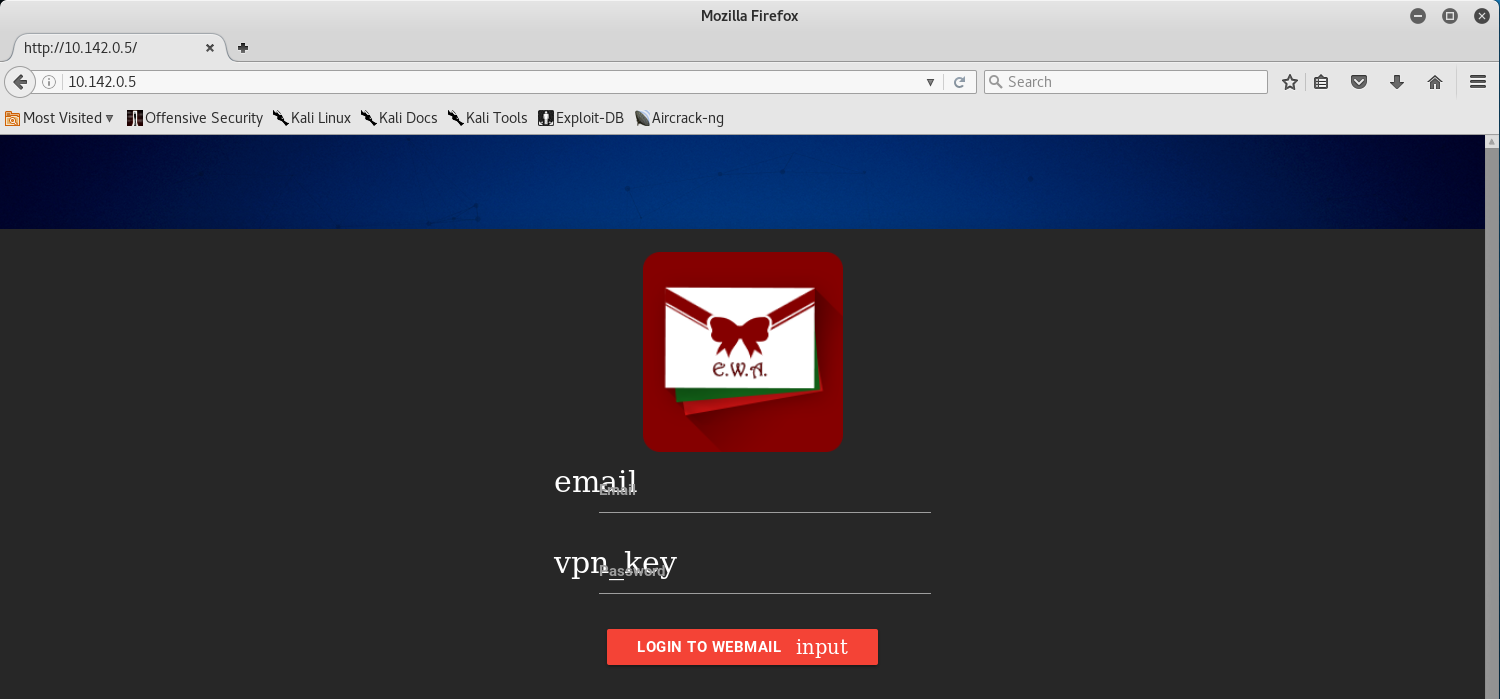 Mozilla Firefox
http://10.142.0.5/
10.142.0.5
Search
Most Visited Offensive Security Kali Linux Kali Docs Kali Tools Exploit-DB Aircrack-ng
E.W.A.
email
Email
vpn_key
Password
LOGIN TO WEBMAIL input